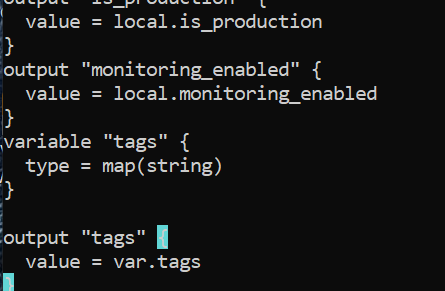 output "is_production" {
  value = local.is_production
}
output "monitoring_enabled" {
  value = local.monitoring_enabled
}
variable "tags" {
  type = map(string)
}

output "tags" {
  value = var.tags
}